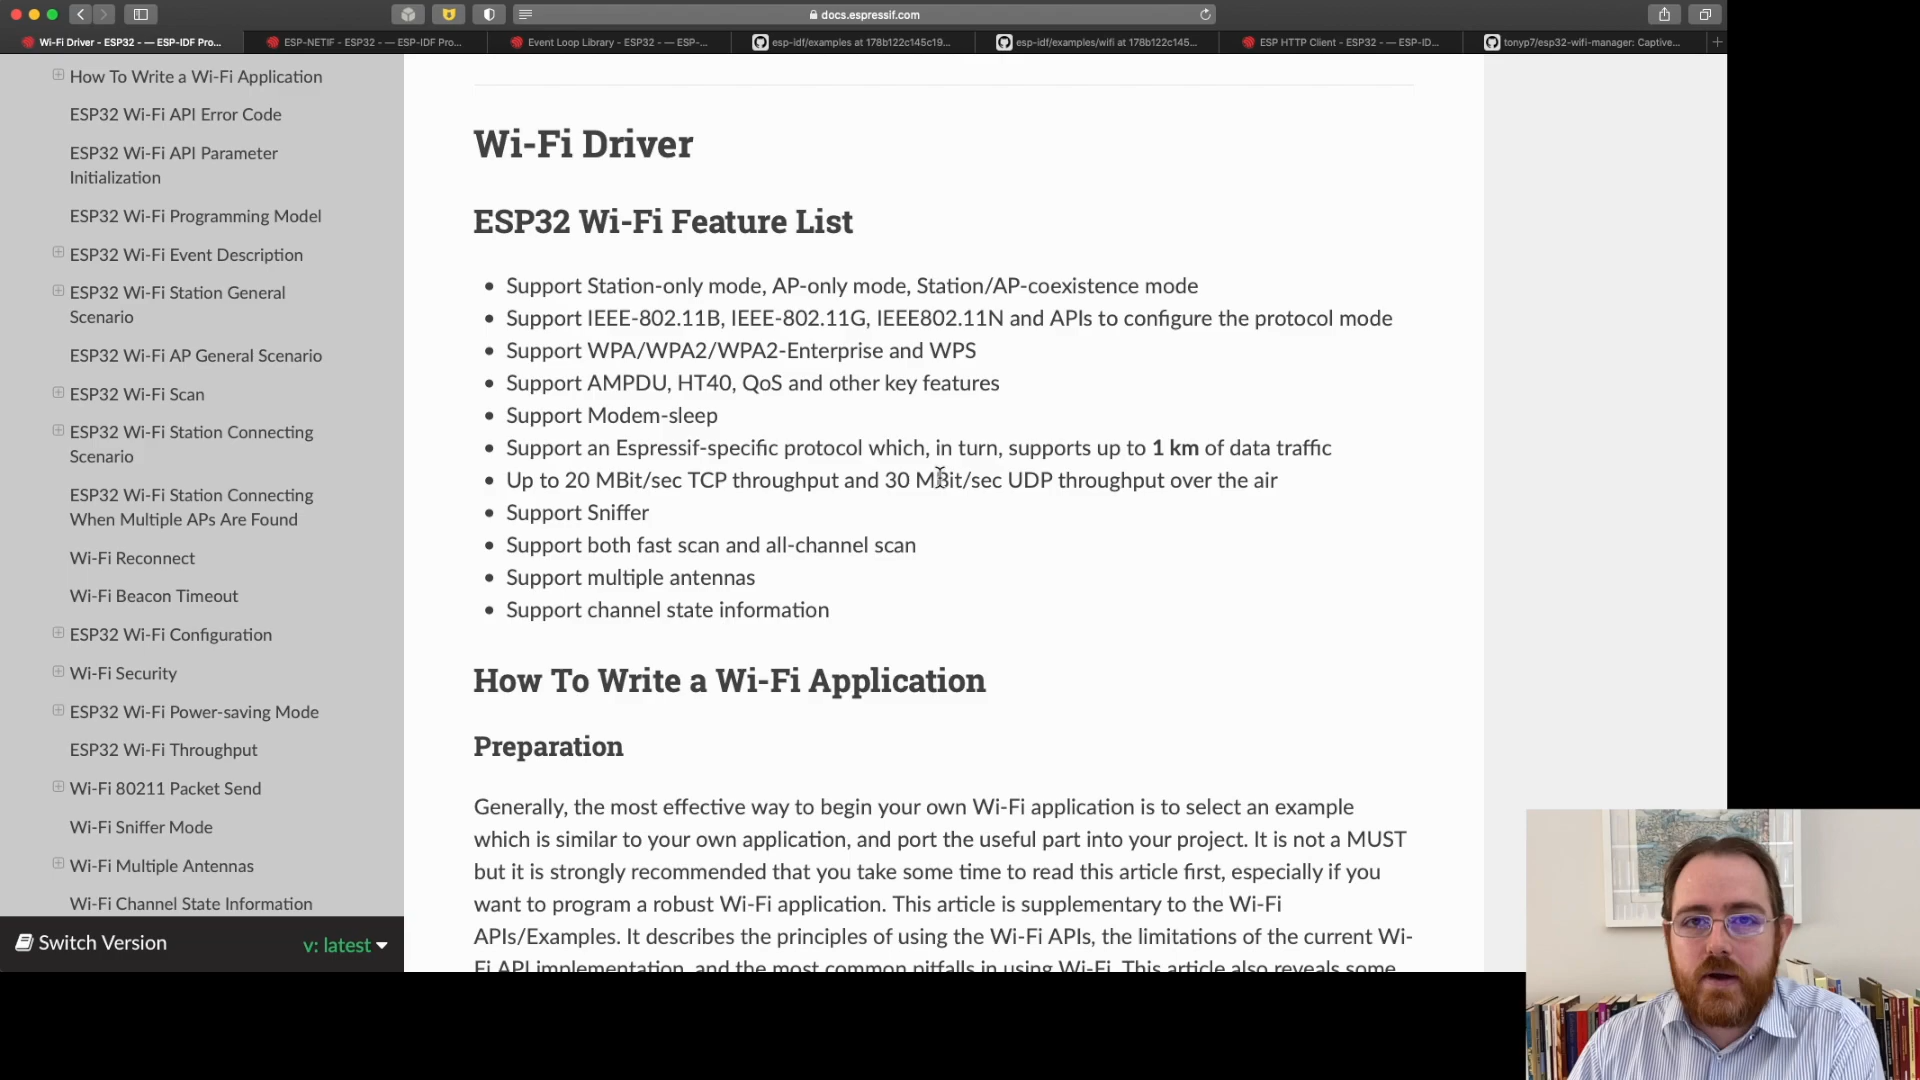 docs.espressif.com
Wi-Fi Driver - ESP32 - — ESP-IDF Pro...
ESP-NETIF - ESP32 - — ESP-IDF Pro...
Event Loop Library - ESP32 - — ESP-...
esp-idf/examples at 178b122c145c19...
esp-idf/examples/wifi at 178b122c145...
ESP HTTP Client - ESP32 - — ESP-ID...
tonyp7/esp32-wifi-manager: Captive...
How To Write a Wi-Fi Application
ESP32 Wi-Fi API Error Code
ESP32 Wi-Fi API Parameter
Initialization
ESP32 Wi-Fi Programming Model
ESP32 Wi-Fi Event Description
ESP32 Wi-Fi Station General
Scenario
ESP32 Wi-Fi AP General Scenario
ESP32 Wi-Fi Scan
ESP32 Wi-Fi Station Connecting
Scenario
ESP32 Wi-Fi Station Connecting
When Multiple APs Are Found
Wi-Fi Reconnect
Wi-Fi Beacon Timeout
ESP32 Wi-Fi Configuration
Wi-Fi Security
ESP32 Wi-Fi Power-saving Mode
ESP32 Wi-Fi Throughput
Wi-Fi 80211 Packet Send
Wi-Fi Sniffer Mode
Wi-Fi Multiple Antennas
Wi-Fi Channel State Information
Switch Version
v: latest
Wi-Fi Driver
ESP32 Wi-Fi Feature List
• Support Station-only mode, AP-only mode, Station/AP-coexistence mode
• Support IEEE-802.11B, IEEE-802.11G, IEEE802.11N and APIs to configure the protocol mode
• Support WPA/WPA2/WPA2-Enterprise and WPS
• Support AMPDU, HT40, QoS and other key features
• Support Modem-sleep
• Support an Espressif-specific protocol which, in turn, supports up to 1 km of data traffic
• Up to 20 MBit/sec TCP throughput and 30 MBit/sec UDP throughput over the air
• Support Sniffer
• Support both fast scan and all-channel scan
• Support multiple antennas
• Support channel state information
How To Write a Wi-Fi Application
Preparation
Generally, the most effective way to begin your own Wi-Fi application is to select an example
which is similar to your own application, and port the useful part into your project. It is not a MUST
but it is strongly recommended that you take some time to read this article first, especially if you
want to program a robust Wi-Fi application. This article is supplementary to the Wi-Fi
APIs/Examples. It describes the principles of using the Wi-Fi APIs, the limitations of the current Wi-
Fi API implementation, and the most common pitfalls in using Wi-Fi. This article also reveals some